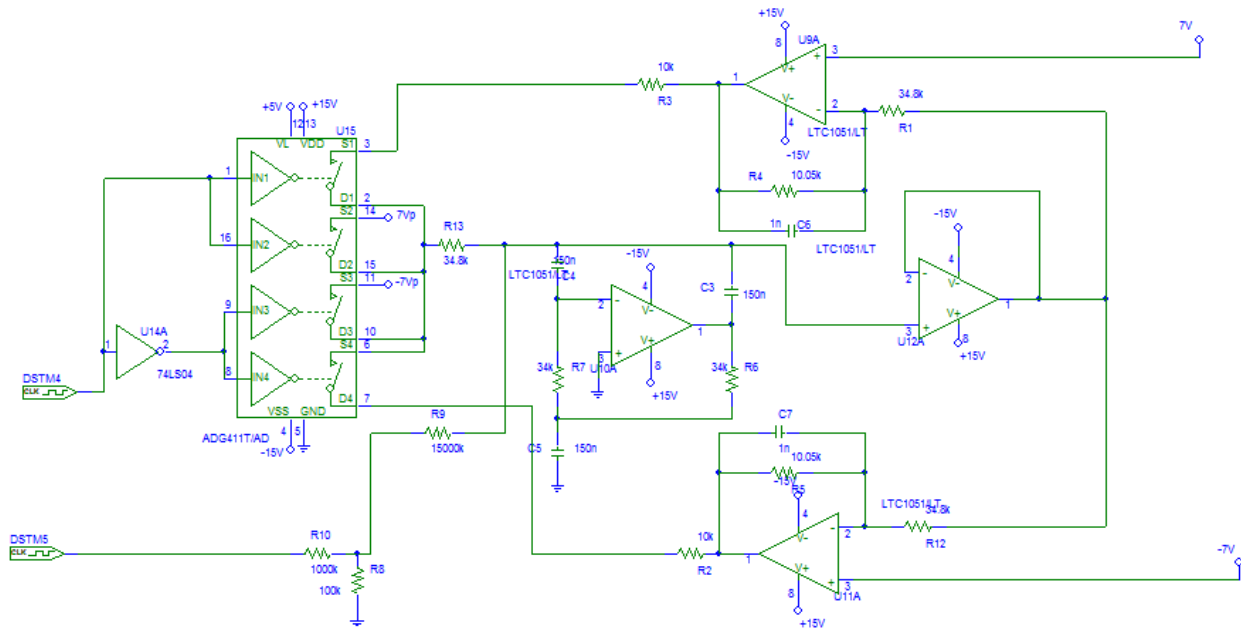 +15V
7V
U9A
8
10k
3
V+
+
1
34.8k
R3
V-
-
2
+5V
+15V
4
R1
12
13
U15
LTC1051/LT
VL
VDD
S1
3
-15V
10.05k
R4
1
IN1
D1
2
S2
14
7Vp
1n
C6
-15V
R13
LTC1051/LT
16
IN2
D2
15
34.8k
S3
11
-7Vp
LTC1051/LT
150n
C4
-15V
4
C3
150n
2
-
V-
4
-
2
V-
1
V+
+
3
U12A
8
+15V
9
IN3
D3
10
U14A
S4
6
1
V+
+
3
34k
R7
U10A
8
34k
R6
+15V
1
2
74LS04
8
IN4
DSTM4
CLK
D4
7
VSS
GND
ADG411T/AD
4
5
-15V
R9
15000k
C5
150n
C7
1n
10.05k
R5
-15V
LTC1051/LT
34.8k
R12
4
-
2
V-
DSTM5
CLK
R10
1000k
R8
100k
10k
R2
1
V+
+
3
8
U11A
+15V
-7V